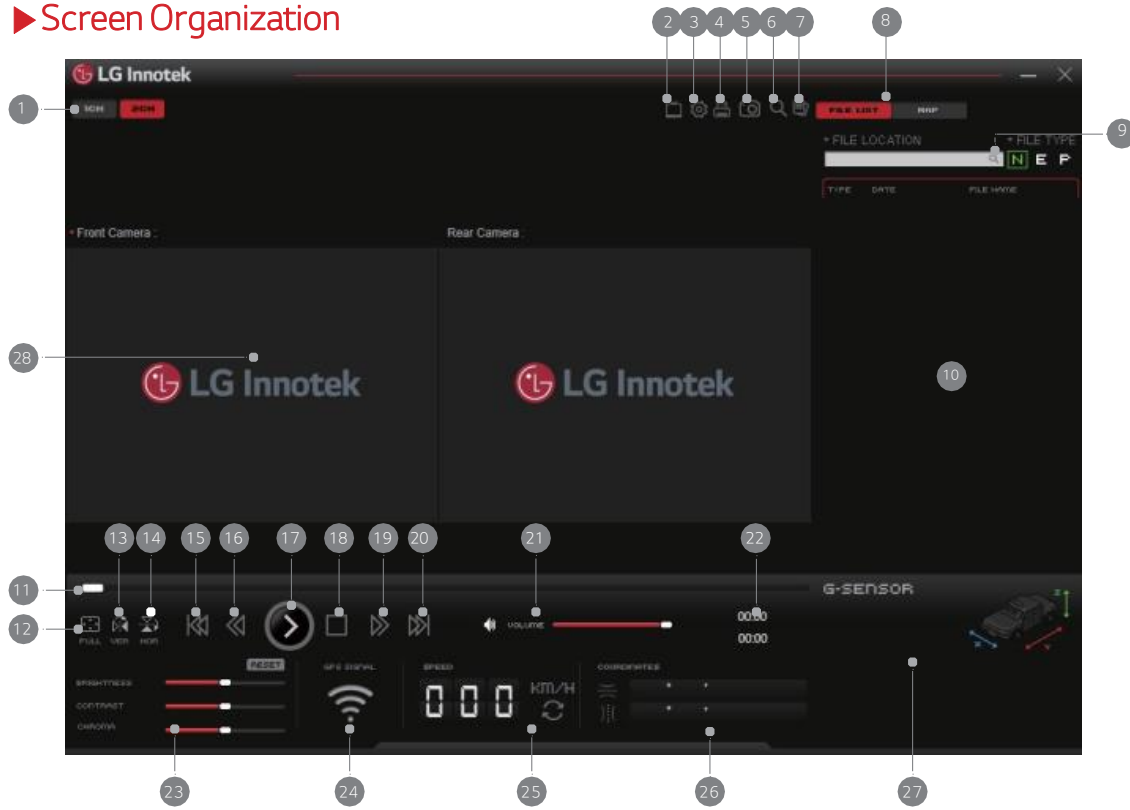 ▶Screen Organization
2 3 4 5 6 7 8
LG Innotek
1 1CH 2CH
FILE LIST MAP
9
* FILE LOCATION * FILE TYPE
N E P
TYPE DATE FILE NAME
* Front Camera : Rear Camera :
28
LG Innotek LG Innotek
10
13 14 15 16 17 18 19 20 21 22
11
G-SENSOR
12
FULL VER HOR
VOLUME
00:00
00:00
Z
X Y
RESET
GPS SIGNAL SPEED COORDINATES
BRIGHTNESS
CONTRAST
CHROMA
000 KM/H
23 24 25 26 27